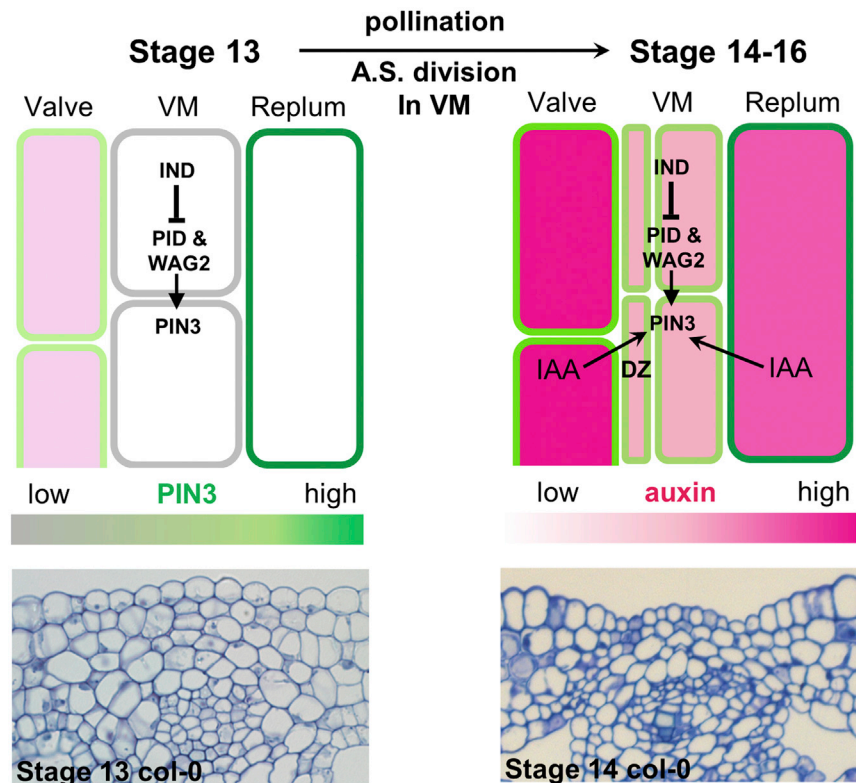 Stage 13
pollination
A.S. division
In VM
Stage 14-16
Valve
VM
Replum
IND
PID &
WAG2
PIN3
Valve
VM
Replum
IND
PID &
WAG2
PIN3
IAA
DZ
IAA
low
PIN3
high
low
auxin
high
Stage 13 col-0
Stage 14 col-0